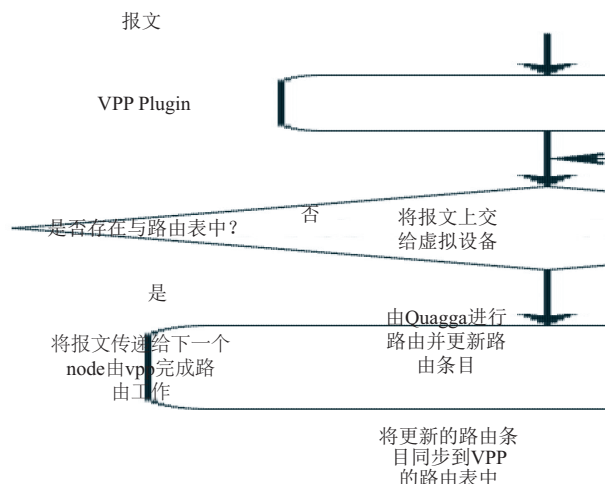 报文
VPP Plugin
是否存在与路由表中？
否
将报文上交
给虚拟设备
是
将报文传递给下一个
node由vpp完成路
由工作
由Quagga进行
路由并更新路
由条目
将更新的路由条
目同步到VPP
的路由表中